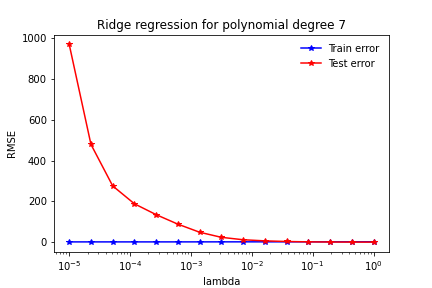 Ridge regression for polynomial degree 7
1000
800
600
400
200
0
RMSE
Train error
Test error
10⁻⁵
10⁻⁴
10⁻³
10⁻²
10⁻¹
10⁰
lambda